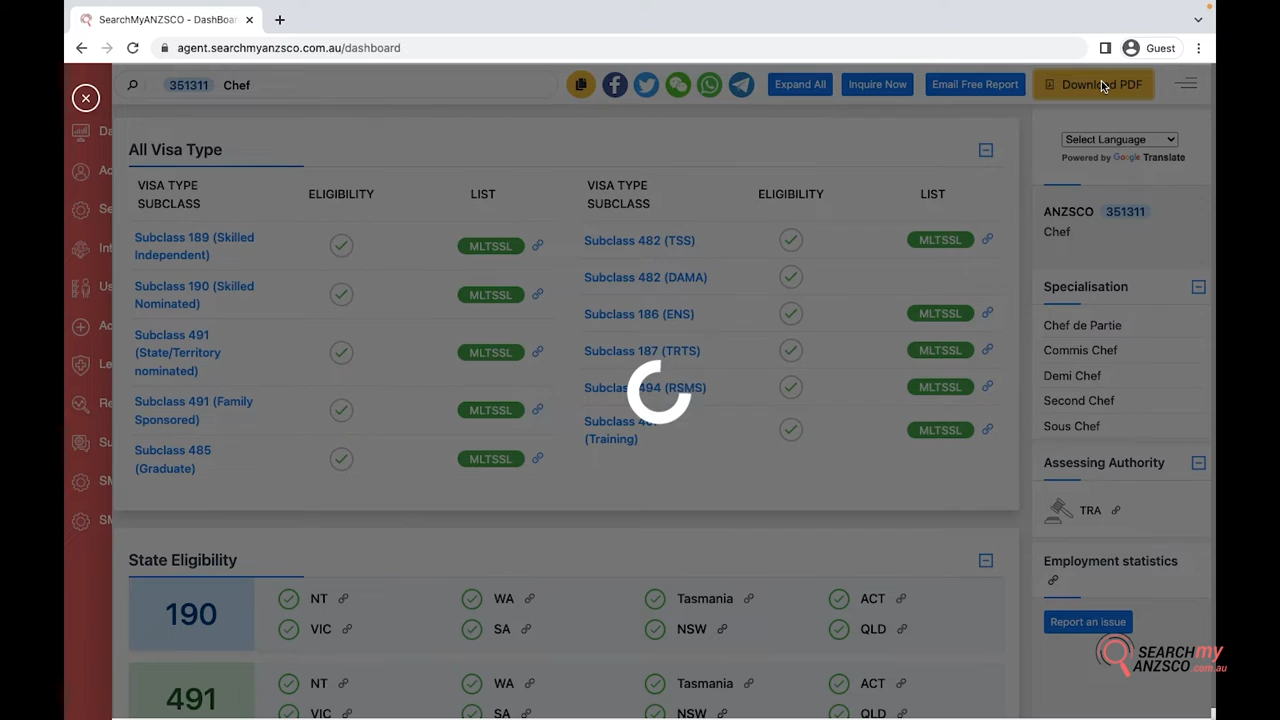 SearchMyANZSCO - DashBoar
agent.searchmyanzsco.com.au/dashboard
Guest
351311 Chef
Expand All
Inquire Now
Email Free Report
Download PDF
Select Language
Powered by Google Translate
All Visa Type
VISA TYPE SUBCLASS ELIGIBILITY LIST
VISA TYPE SUBCLASS ELIGIBILITY LIST
Subclass 189 (Skilled Independent) MLTSSL
Subclass 190 (Skilled Nominated) MLTSSL
Subclass 491 (State/Territory nominated) MLTSSL
Subclass 491 (Family Sponsored) MLTSSL
Subclass 485 (Graduate) MLTSSL
Subclass 482 (TSS) MLTSSL
Subclass 482 (DAMA)
Subclass 186 (ENS) MLTSSL
Subclass 187 (TRTS) MLTSSL
Subclass 494 (RSMS) MLTSSL
Subclass (Training) MLTSSL
State Eligibility
190
NT WA Tasmania ACT
VIC SA NSW QLD
491
NT WA Tasmania ACT
VIC SA NSW QLD
ANZSCO 351311
Chef
Specialisation
Chef de Partie
Commis Chef
Demi Chef
Second Chef
Sous Chef
Assessing Authority
TRA
Employment statistics
Report an issue
SEARCHmy
ANZSCO.com.au